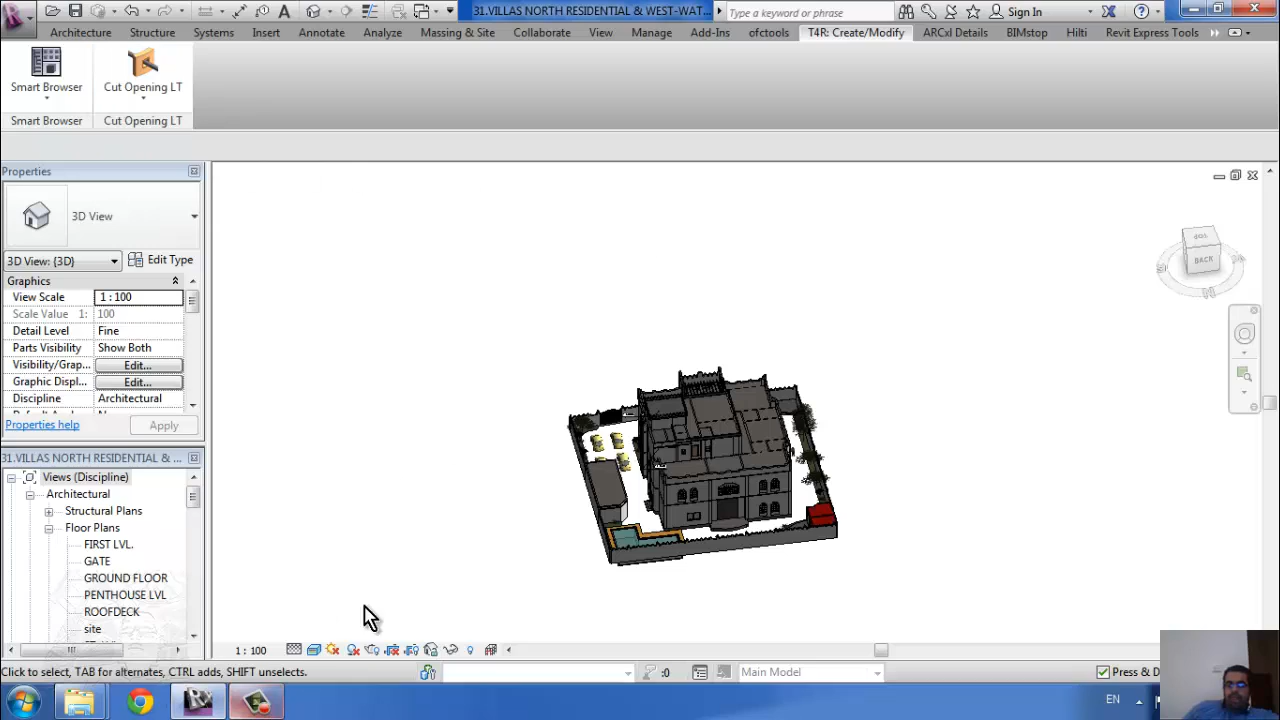 31.VILLAS NORTH RESIDENTIAL & WEST-WAT...
Type a keyword or phrase
Sign In
Architecture Structure Systems Insert Annotate Analyze Massing & Site Collaborate View Manage Add-Ins ofctools T4R: Create/Modify ARCxl Details BIMstop Hilti Revit Express Tools
Smart Browser
Cut Opening LT
Smart Browser
Cut Opening LT
Properties
3D View
3D View: {3D}
Edit Type
Graphics
View Scale 1 : 100
Scale Value 1: 100
Detail Level Fine
Parts Visibility Show Both
Visibility/Grap... Edit...
Graphic Displ... Edit...
Discipline Architectural
Properties help
Apply
31.VILLAS NORTH RESIDENTIAL & ...
Views (Discipline)
Architectural
Structural Plans
Floor Plans
FIRST LVL.
GATE
GROUND FLOOR
PENTHOUSE LVL
ROOFDECK
site
BACK
1 : 100
Click to select, TAB for alternates, CTRL adds, SHIFT unselects.
:0
Main Model
Press & D
EN